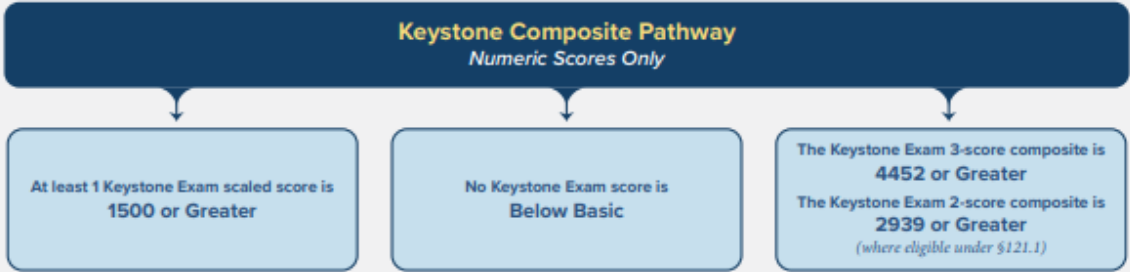 Keystone Composite Pathway
Numeric Scores Only
At least 1 Keystone Exam scaled score is
1500 or Greater
No Keystone Exam score is
Below Basic
The Keystone Exam 3-score composite is
4452 or Greater
The Keystone Exam 2-score composite is
2939 or Greater
(where eligible under §121.1)